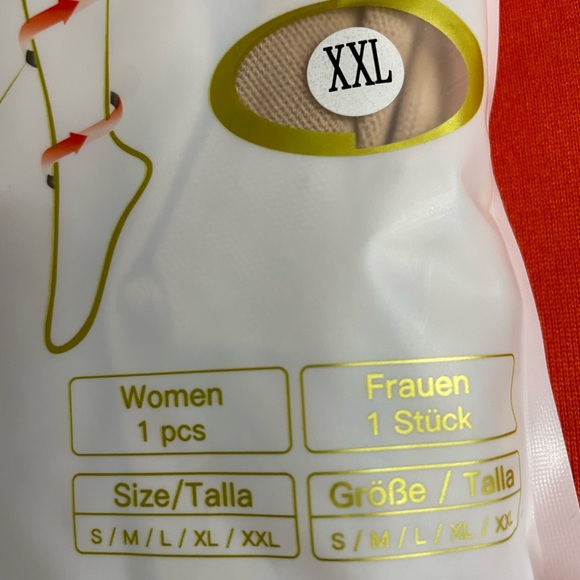 XXL
Women
1 pcs
Frauen
1 Stück
Size/Talla
S / M / L / XL / XXL
Größe / Talla
S / M / L / XL / XXL